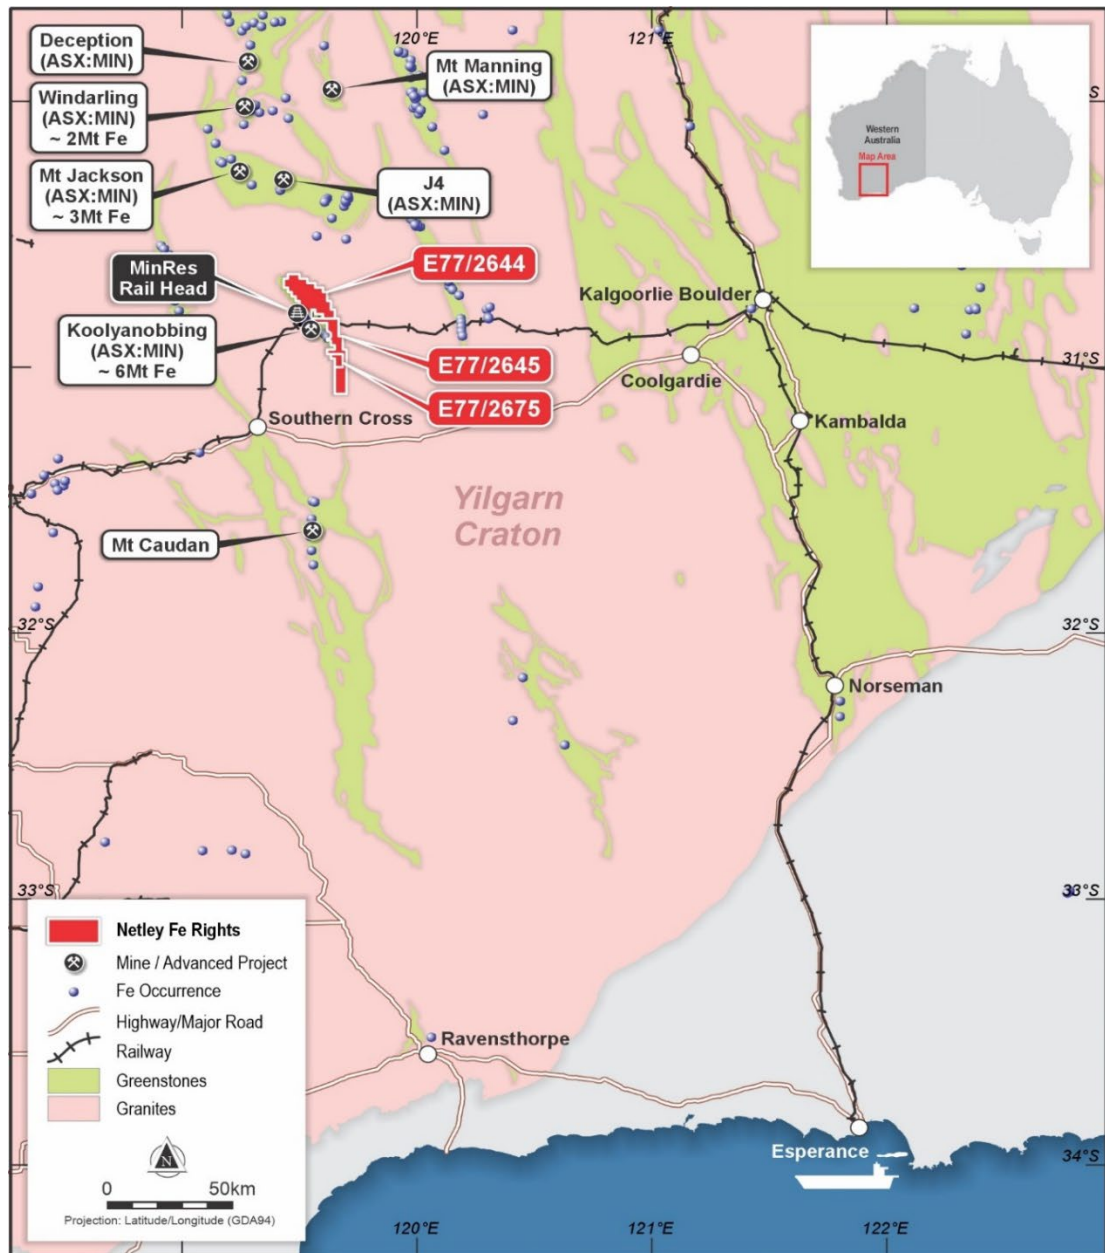 120°E
121°E
Deception
(ASX:MIN)
Mt Manning
(ASX:MIN)
Windarling
(ASX:MIN)
~ 2Mt Fe
Mt Jackson
(ASX:MIN)
~ 3Mt Fe
J4
(ASX:MIN)
Western
Australia
Map Area
MinRes
Rail Head
E77/2644
Kalgoorlie Boulder
Koolyanobbing
(ASX:MIN)
~ 6Mt Fe
E77/2645
31°S
Coolgardie
E77/2675
Southern Cross
Kambalda
Yilgarn
Craton
Mt Caudan
32°S
32°S
Norseman
33°S
33°S
Netley Fe Rights
Mine / Advanced Project
Fe Occurrence
Highway/Major Road
Railway
Greenstones
Granites
N
0 50km
Projection: Latitude/Longitude (GDA94)
Ravensthorpe
Esperance
34°S
120°E
121°E
122°E